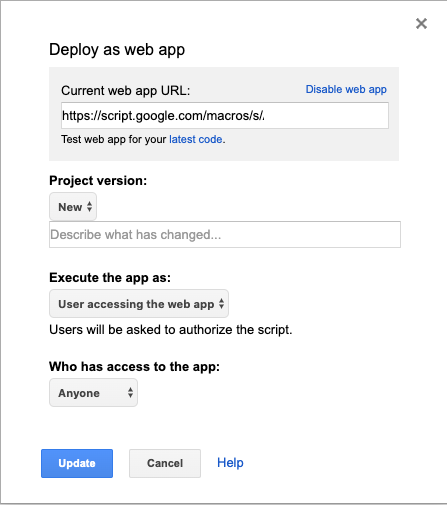 Deploy as web app
Current web app URL:
Disable web app
https://script.google.com/macros/s/.
Test web app for your latest code.
Project version:
New
Describe what has changed...
Execute the app as:
User accessing the web app
Users will be asked to authorize the script.
Who has access to the app:
Anyone
Update
Cancel
Help